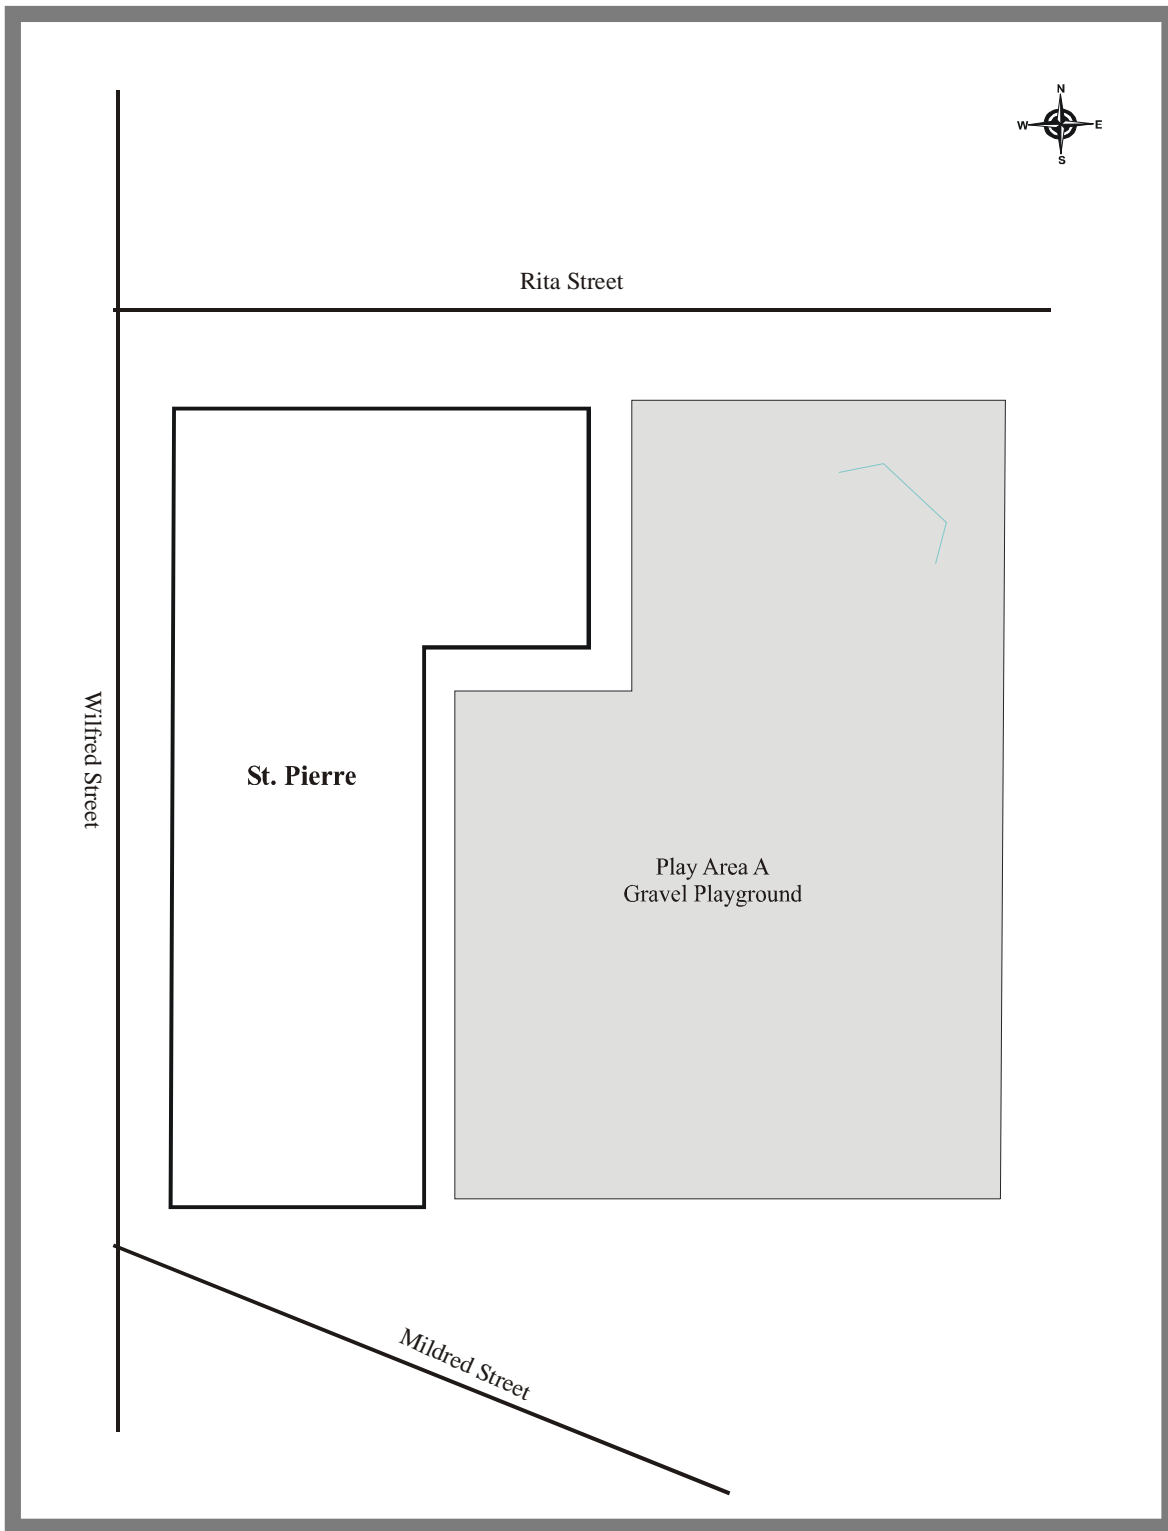 N
W E
S
Rita Street
Wilfred Street
St. Pierre
Play Area A
Gravel Playground
Mildred Street